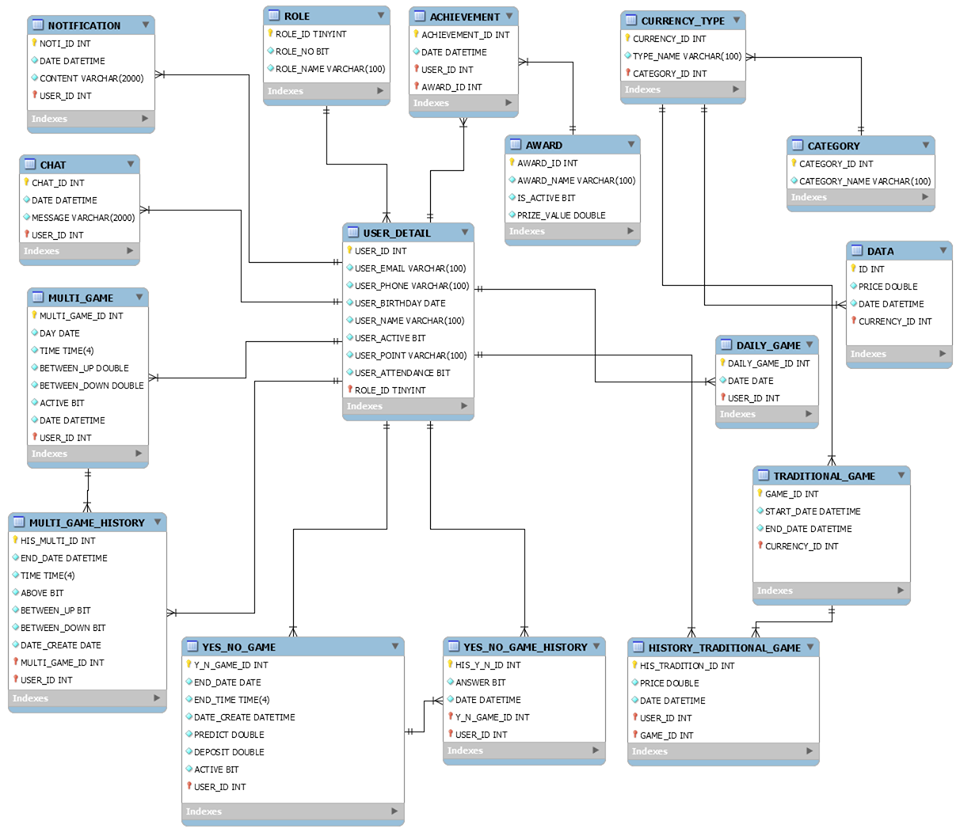 NOTIFICATION
NOTI_ID INT
DATE DATETIME
CONTENT VARCHAR(2000)
USER_ID INT
Indexes
ROLE
ROLE_ID TINYINT
ROLE_NO BIT
ROLE_NAME VARCHAR(100)
Indexes
ACHIEVEMENT
ACHIEVEMENT_ID INT
DATE DATETIME
USER_ID INT
AWARD_ID INT
Indexes
CURRENCY_TYPE
CURRENCY_ID INT
TYPE_NAME VARCHAR(100)
CATEGORY_ID INT
Indexes
AWARD
AWARD_ID INT
AWARD_NAME VARCHAR(100)
IS_ACTIVE BIT
PRIZE_VALUE DOUBLE
Indexes
CATEGORY
CATEGORY_ID INT
CATEGORY_NAME VARCHAR(100)
Indexes
CHAT
CHAT_ID INT
DATE DATETIME
MESSAGE VARCHAR(2000)
USER_ID INT
Indexes
USER_DETAIL
USER_ID INT
USER_EMAIL VARCHAR(100)
USER_PHONE VARCHAR(100)
USER_BIRTHDAY DATE
USER_NAME VARCHAR(100)
USER_ACTIVE BIT
USER_POINT VARCHAR(100)
USER_ATTENDANCE BIT
ROLE_ID TINYINT
Indexes
DATA
ID INT
PRICE DOUBLE
DATE DATETIME
CURRENCY_ID INT
Indexes
MULTI_GAME
MULTI_GAME_ID INT
DAY DATE
TIME TIME(4)
BETWEEN_UP DOUBLE
BETWEEN_DOWN DOUBLE
ACTIVE BIT
DATE DATETIME
USER_ID INT
Indexes
DAILY_GAME
DAILY_GAME_ID INT
DATE DATE
USER_ID INT
Indexes
TRADITIONAL_GAME
GAME_ID INT
START_DATE DATETIME
END_DATE DATETIME
CURRENCY_ID INT
Indexes
MULTI_GAME_HISTORY
HIS_MULTI_ID INT
END_DATE DATETIME
TIME TIME(4)
ABOVE BIT
BETWEEN_UP BIT
BETWEEN_DOWN BIT
DATE_CREATE DATE
MULTI_GAME_ID INT
USER_ID INT
Indexes
YES_NO_GAME
Y_N_GAME_ID INT
END_DATE DATE
END_TIME TIME(4)
DATE_CREATE DATETIME
PREDICT DOUBLE
DEPOSIT DOUBLE
ACTIVE BIT
USER_ID INT
Indexes
YES_NO_GAME_HISTORY
HIS_Y_N_ID INT
ANSWER BIT
DATE DATETIME
Y_N_GAME_ID INT
USER_ID INT
Indexes
HISTORY_TRADITIONAL_GAME
HIS_TRADITION_ID INT
PRICE DOUBLE
DATE DATETIME
USER_ID INT
GAME_ID INT
Indexes